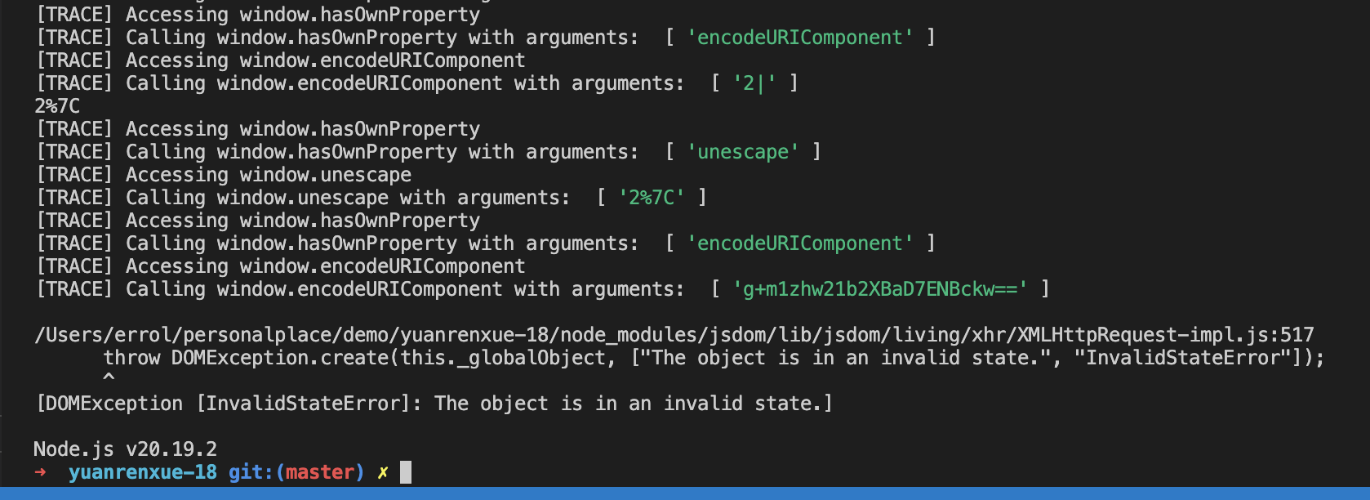 [TRACE] Accessing window.hasOwnProperty
[TRACE] Calling window.hasOwnProperty with arguments:  [ 'encodeURIComponent' ]
[TRACE] Accessing window.encodeURIComponent
[TRACE] Calling window.encodeURIComponent with arguments:  [ '2|' ]
2%7C
[TRACE] Accessing window.hasOwnProperty
[TRACE] Calling window.hasOwnProperty with arguments:  [ 'unescape' ]
[TRACE] Accessing window.unescape
[TRACE] Calling window.unescape with arguments:  [ '2%7C' ]
[TRACE] Accessing window.hasOwnProperty
[TRACE] Calling window.hasOwnProperty with arguments:  [ 'encodeURIComponent' ]
[TRACE] Accessing window.encodeURIComponent
[TRACE] Calling window.encodeURIComponent with arguments:  [ 'g+m1zhw21b2XBaD7ENBckw==' ]
/Users/errol/personalplace/demo/yuanrenxue-18/node_modules/jsdom/lib/jsdom/living/xhr/XMLHttpRequest-impl.js:517
      throw DOMException.create(this._globalObject, ["The object is in an invalid state.", "InvalidStateError"]);
      ^
[DOMException [InvalidStateError]: The object is in an invalid state.]
Node.js v20.19.2
→ yuanrenxue-18 git:(master) ✗